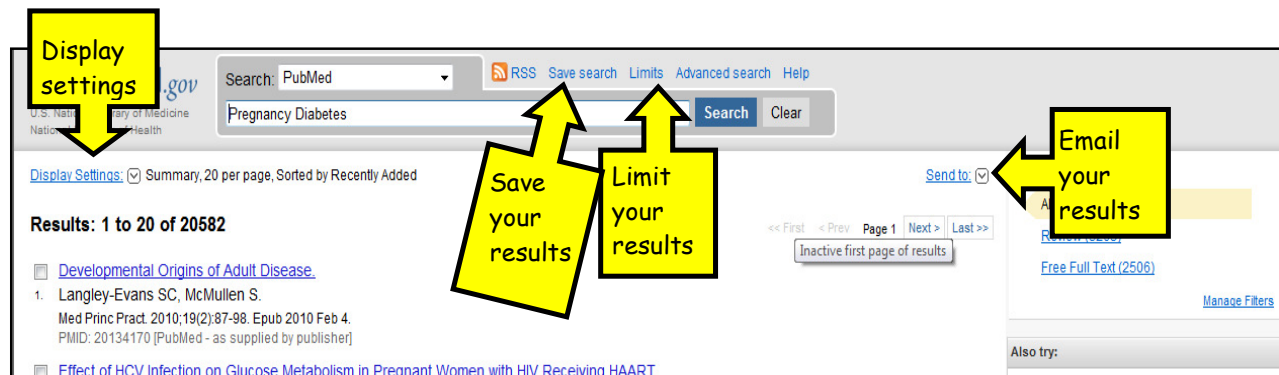 Display
settings
.gov
U.S. Nati rary of Medicine
Natio Health
Search: PubMed
RSS Save search Limits Advanced search Help
Pregnancy Diabetes
Search Clear
Display Settings: Summary, 20 per page, Sorted by Recently Added
Save
your
results
Limit
your
results
Send to:
Email
your
results
Results: 1 to 20 of 20582
<< First < Prev Page 1 Next > Last >>
Inactive first page of results
Free Full Text (2506)
Manage Filters
Also try:
Developmental Origins of Adult Disease.
1. Langley-Evans SC, McMullen S.
Med Princ Pract. 2010;19(2):87-98. Epub 2010 Feb 4.
PMID: 20134170 [PubMed - as supplied by publisher]
Effect of HCV Infection on Glucose Metabolism in Pregnant Women with HIV Receiving HAART.